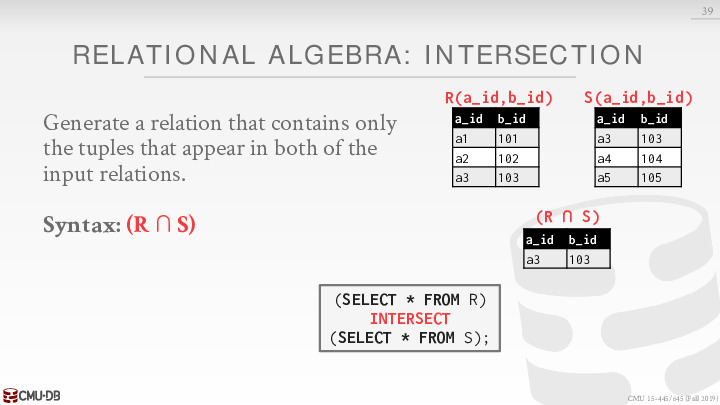 39
RELATIONAL ALGEBRA: INTERSECTION
Generate a relation that contains only
the tuples that appear in both of the
input relations.
Syntax: (R ∩ S)
R(a_id,b_id)
a_id b_id
a1 101
a2 102
a3 103
S(a_id,b_id)
a_id b_id
a3 103
a4 104
a5 105
(R ∩ S)
a_id b_id
a3 103
(SELECT * FROM R)
INTERSECT
(SELECT * FROM S);
CMU·DB
CMU 15-445/645 (Fall 2019)